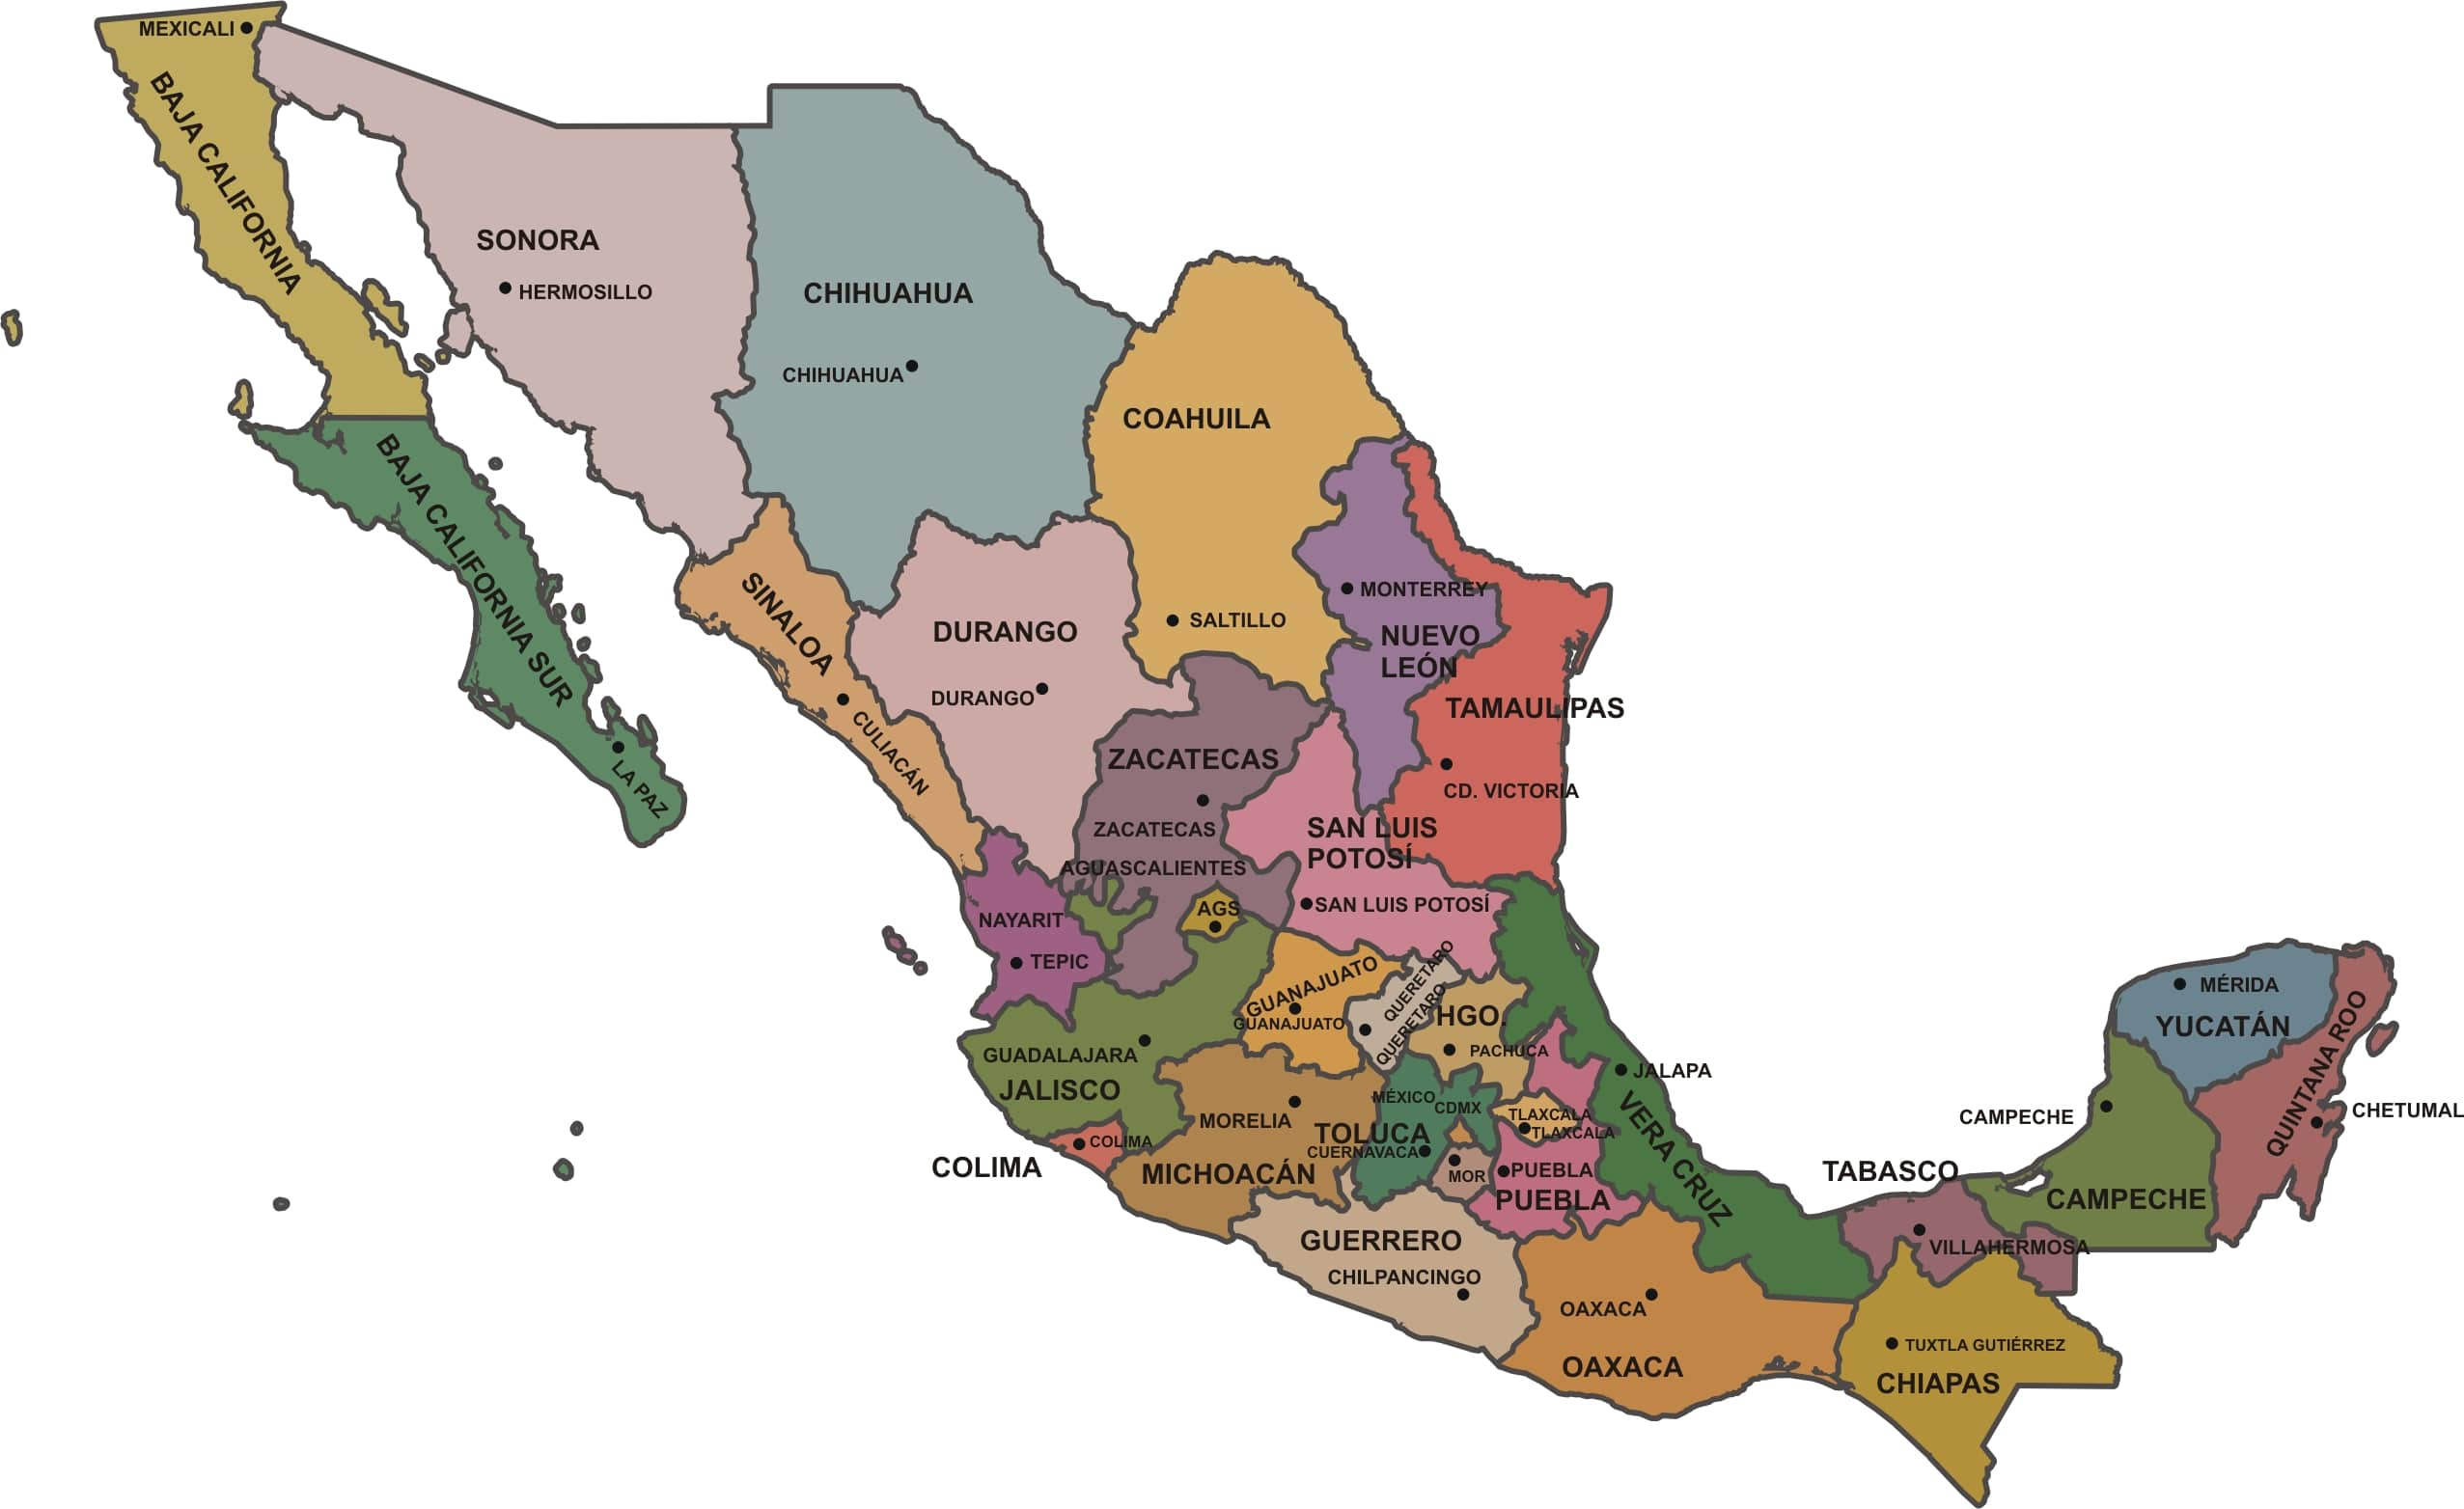 MEXICALI
BAJA CALIFORNIA
SONORA
HERMOSILLO
CHIHUAHUA
CHIHUAHUA
COAHUILA
SALTILLO
BAJA CALIFORNIA SUR
LA PAZ
SINALOA
CULIACÁN
DURANGO
DURANGO
MONTERREY
NUEVO
LEÓN
TAMAULIPAS
CD. VICTORIA
ZACATECAS
ZACATECAS
SAN LUIS
POTOSÍ
SAN LUIS POTOSÍ
AGUASCALIENTES
AGS
NAYARIT
TEPIC
GUANAJUATO
GUANAJUATO
QUERETARO
QUERETARO
HGO.
PACHUCA
GUADALAJARA
JALISCO
COLIMA
COLIMA
MORELIA
MICHOACÁN
MÉXICO
CDMX
TOLUCA
CUERNAVACA
MOR
TLAXCALA
TLAXCALA
PUEBLA
PUEBLA
JALAPA
VERA CRUZ
GUERRERO
CHILPANCINGO
OAXACA
OAXACA
TABASCO
VILLAHERMOSA
TUXTLA GUTIÉRREZ
CHIAPAS
CAMPECHE
CAMPECHE
MÉRIDA
YUCATÁN
QUINTANA ROO
CHETUMAL